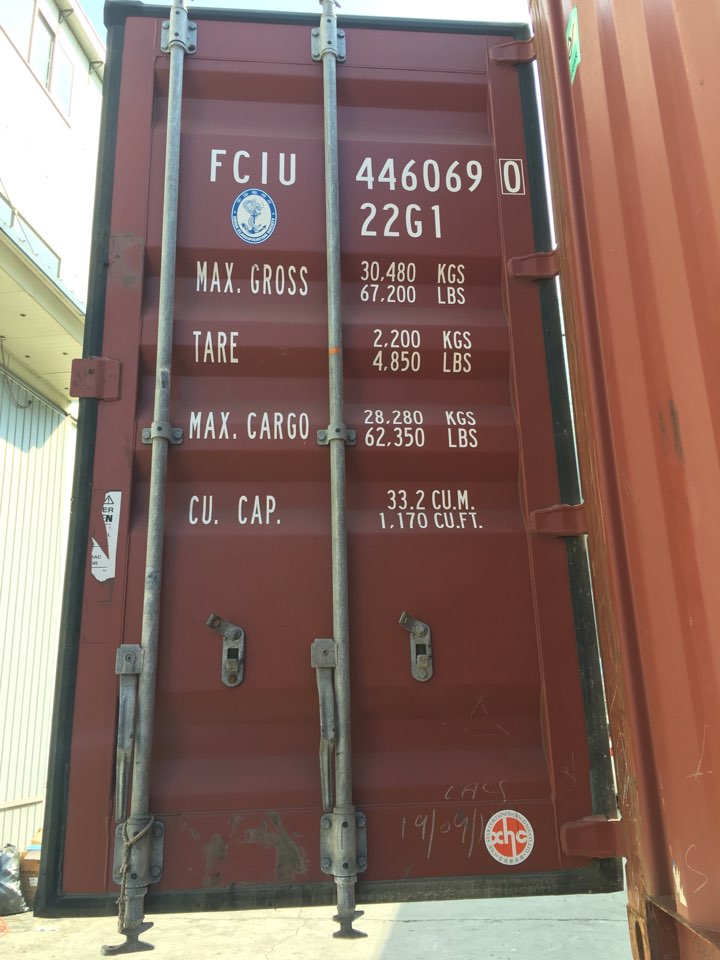 FCIU 446069 0
22G1
MAX. GROSS 30,480 KGS
67,200 LBS
TARE 2,200 KGS
4,850 LBS
MAX. CARGO 28,280 KGS
62,350 LBS
CU. CAP. 33.2 CU.M.
1,170 CU.FT.
CACS
19/09/1
xhc